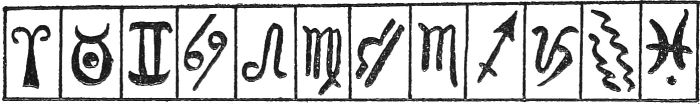 ♈ ♉ ♊ ♋ ♌ ♍ ♎ ♏ ♐ ♑ ♒ ♓